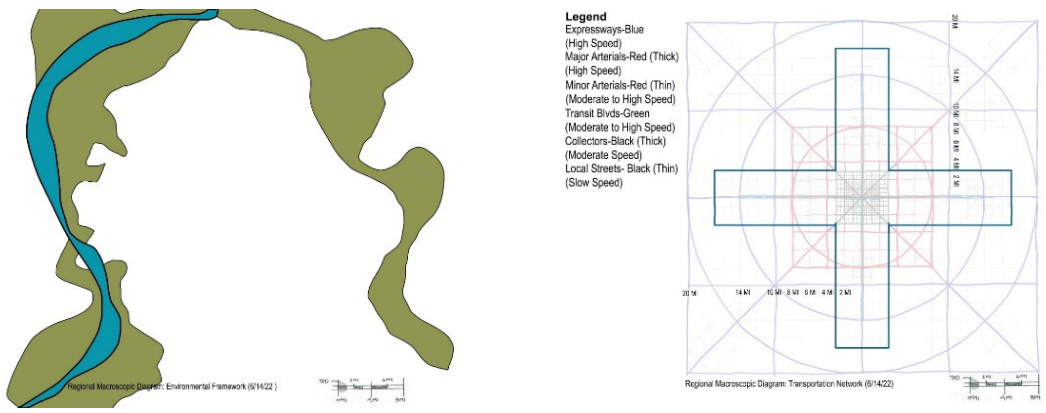 Regional Macroscopic Diagram: Environmental Framework (6/14/22 )
Legend
Expressways-Blue
(High Speed)
Major Arterials-Red (Thick)
(High Speed)
Minor Arterials-Red (Thin)
(Moderate to High Speed)
Transit Blvds-Green
(Moderate to High Speed)
Collectors-Black (Thick)
(Moderate Speed)
Local Streets- Black (Thin)
(Slow Speed)
20 MI
14 MI
10 MI
8 MI
6 MI
4 MI
2 MI
20 MI 14 MI 10 MI 8 MI 6 MI 4 MI 2 MI
Regional Macroscopic Diagram: Transportation Network (6/14/22)